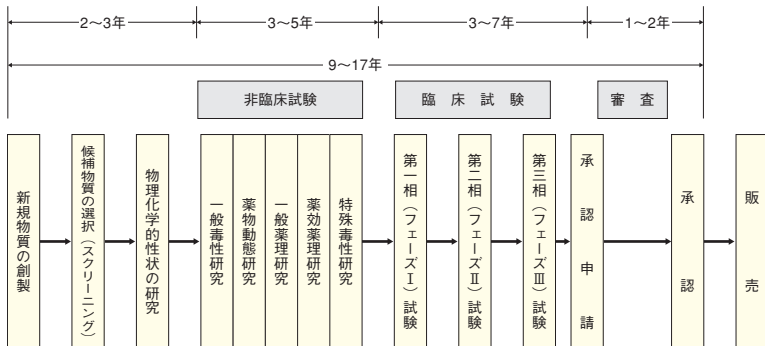 2〜3年
3〜5年
3〜7年
1〜2年
9〜17年
非臨床試験
臨床試験
審査
新規物質の創製
候補物質の選択（スクリーニング）
物理化学的性状の研究
一般毒性研究
薬物動態研究
一般薬理研究
薬効薬理研究
特殊毒性研究
第一相（フェーズⅠ）試験
第二相（フェーズⅡ）試験
第三相（フェーズⅢ）試験
承認申請
承認
販売